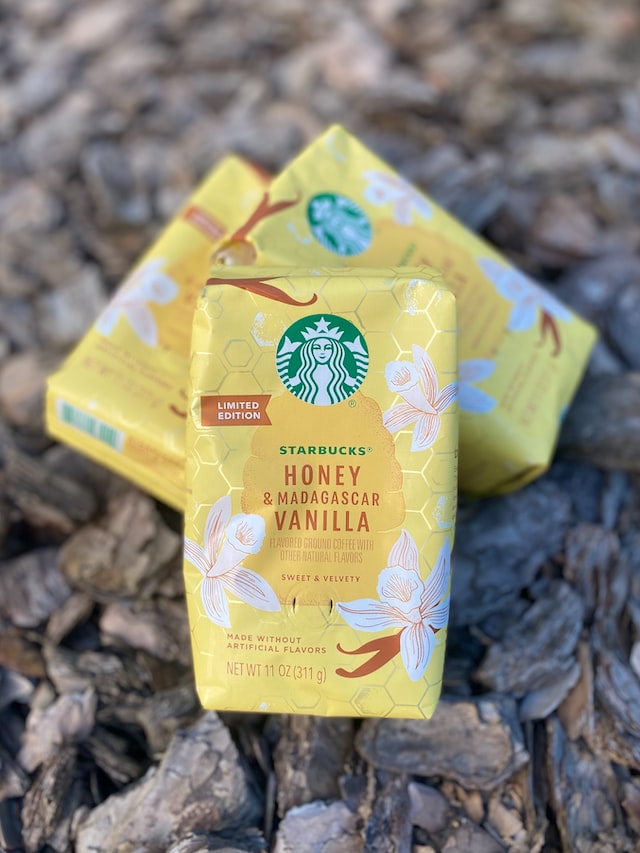 LIMITED
EDITION
STARBUCKS®
HONEY
& MADAGASCAR
VANILLA
FLAVORED GROUND COFFEE WITH
OTHER NATURAL FLAVORS
SWEET & VELVETY
MADE WITHOUT
ARTIFICIAL FLAVORS
NET WT 11 OZ (311 g)